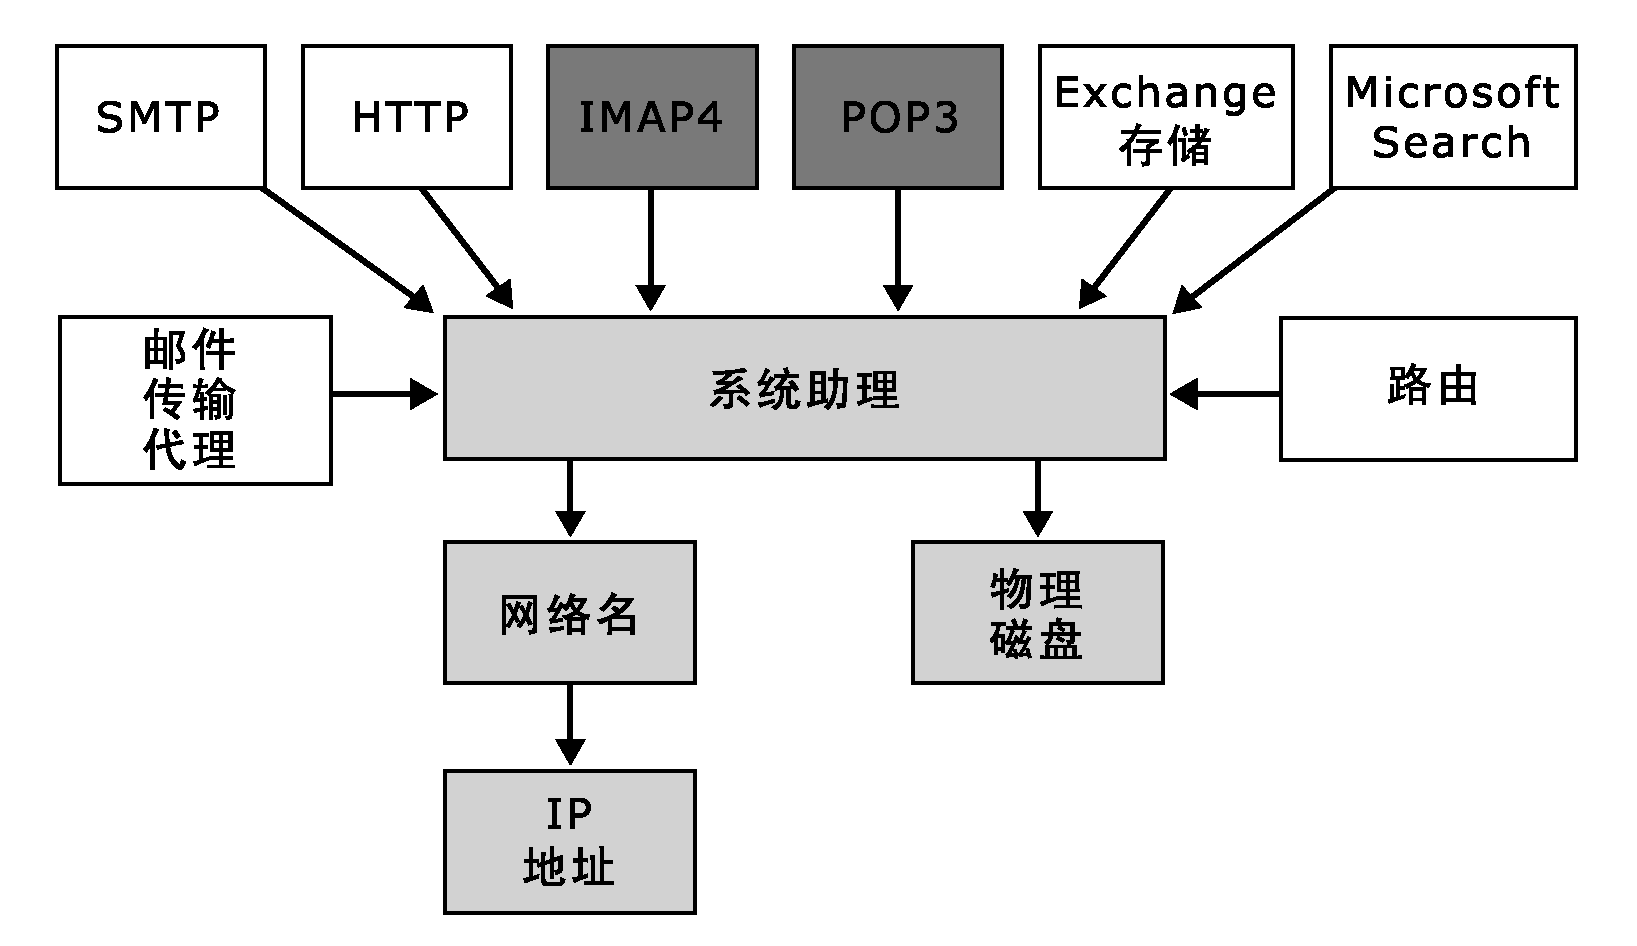 SMTP
HTTP
IMAP4
POP3
Exchange
存储
Microsoft
Search
邮件
传输
代理
系统助理
路由
网络名
物理
磁盘
IP
地址